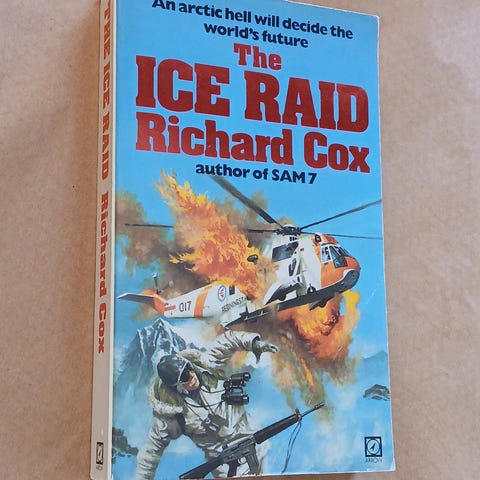 An arctic hell will decide the
world's future
The
ICE RAID
Richard Cox
author of SAM 7
THE ICE RAID Richard Cox
017
ARROW